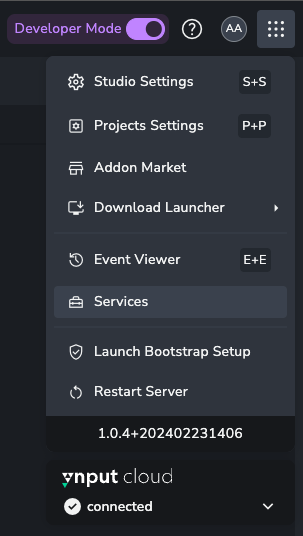 Developer Mode
AA
Studio Settings
S+S
Projects Settings
P+P
Addon Market
Download Launcher
Event Viewer
E+E
Services
Launch Bootstrap Setup
Restart Server
1.0.4+202402231406
ynput cloud
connected